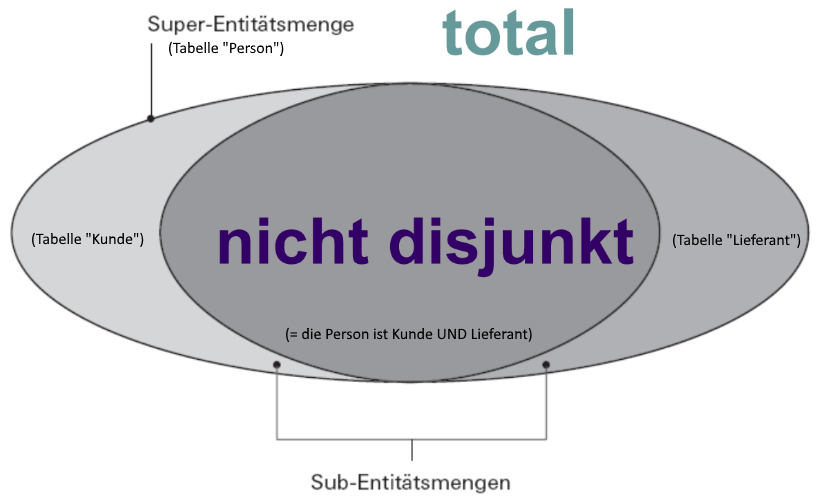 Super-Entitätsmenge
(Tabelle "Person")
total
(Tabelle "Kunde")
nicht disjunkt
(Tabelle "Lieferant")
(= die Person ist Kunde UND Lieferant)
Sub-Entitätsmengen